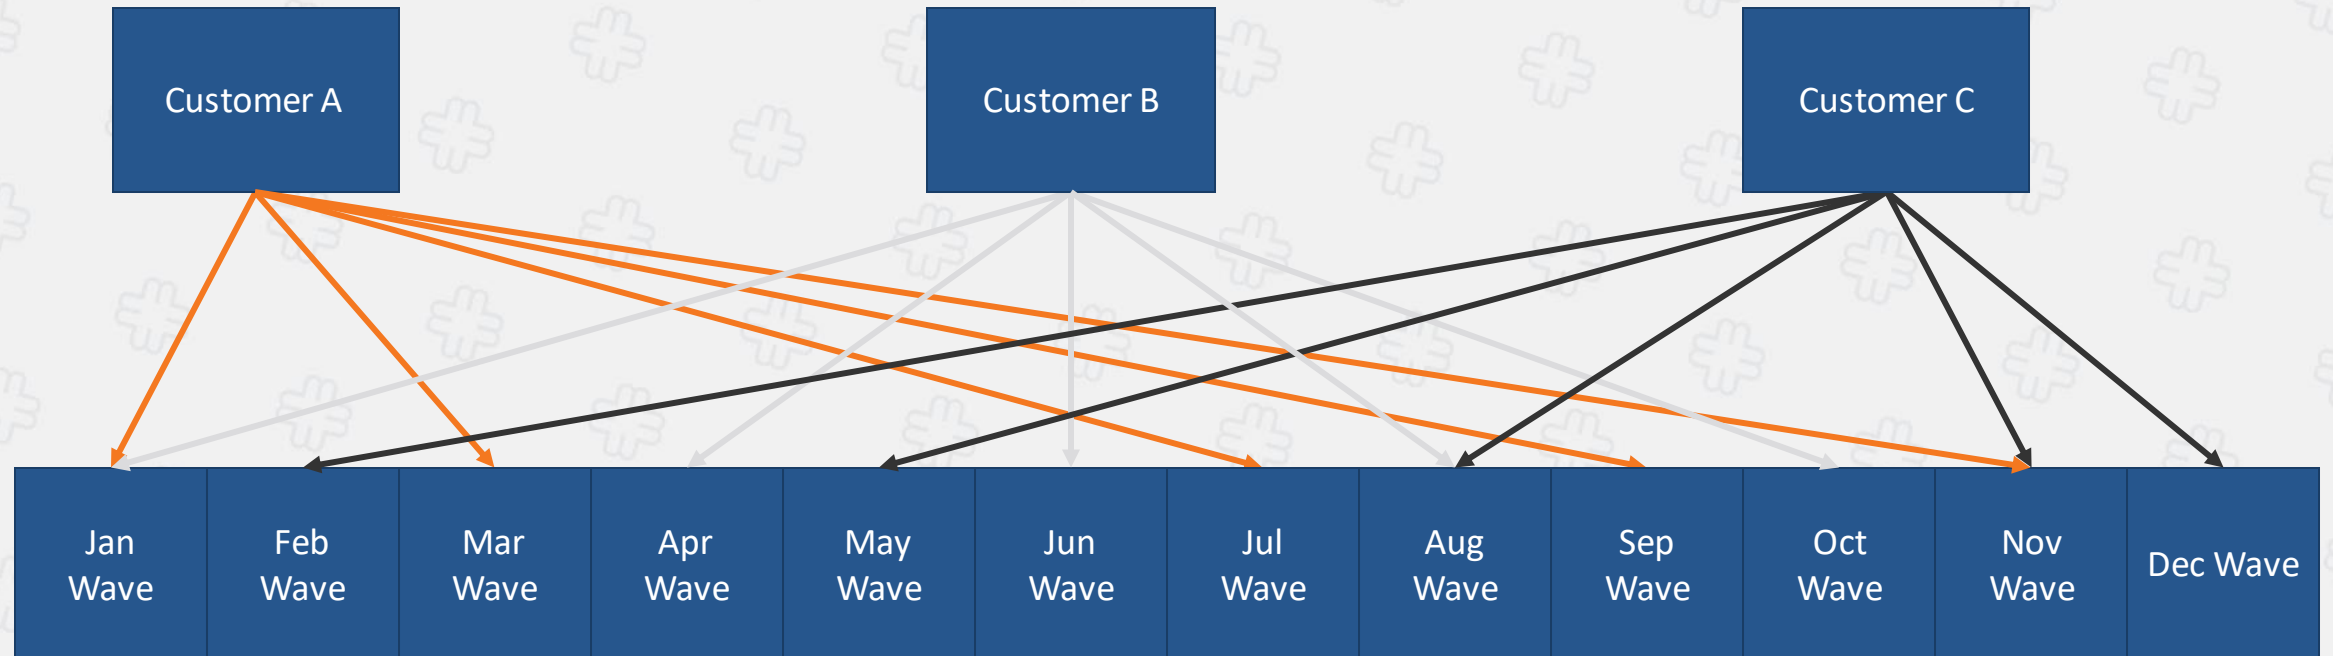 Customer A
Customer B
Customer C
Jan
Wave
Feb
Wave
Mar
Wave
Apr
Wave
May
Wave
Jun
Wave
Jul
Wave
Aug
Wave
Sep
Wave
Oct
Wave
Nov
Wave
Dec Wave